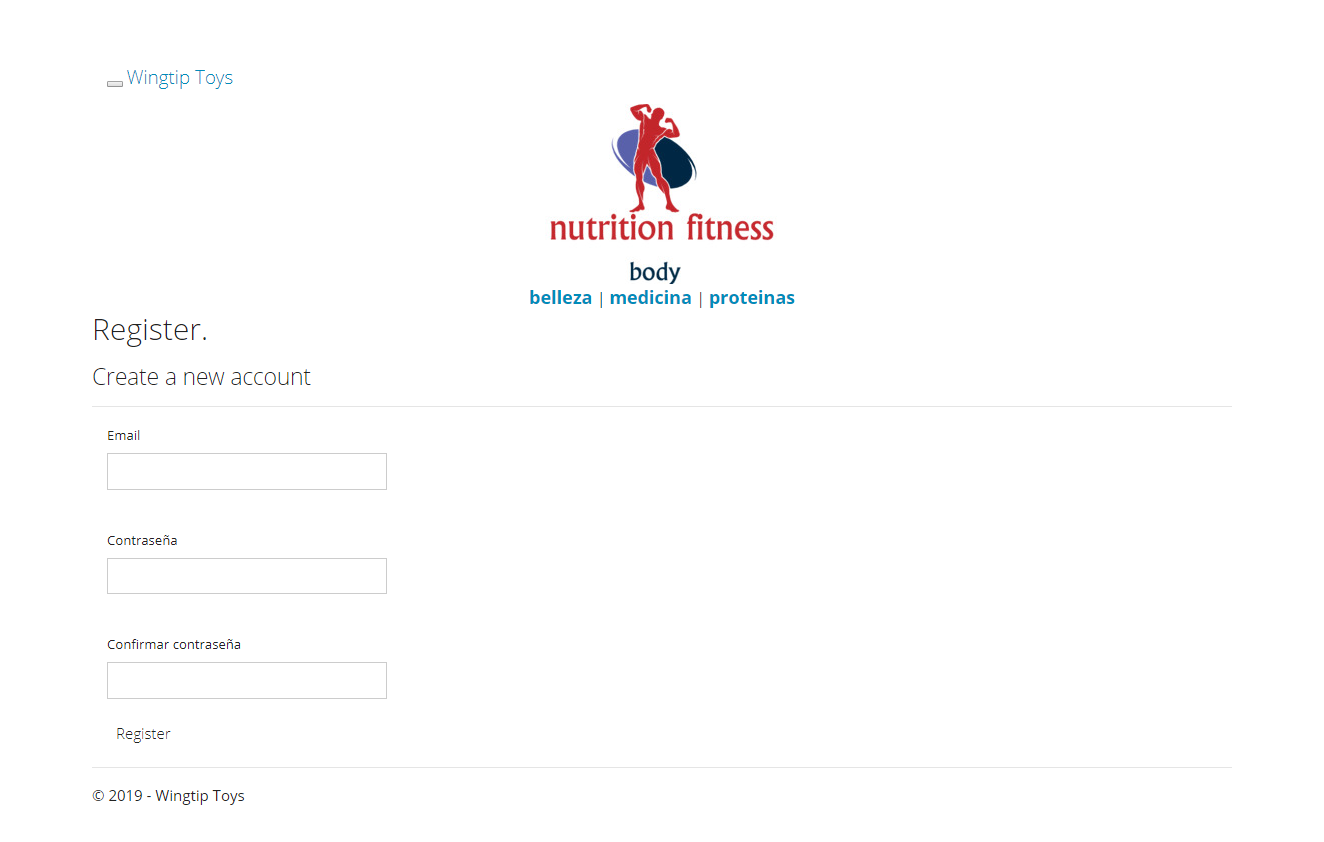 Wingtip Toys
nutrition fitness
body
belleza | medicina | proteinas
Register.
Create a new account
Email
Contraseña
Confirmar contraseña
Register
© 2019 - Wingtip Toys